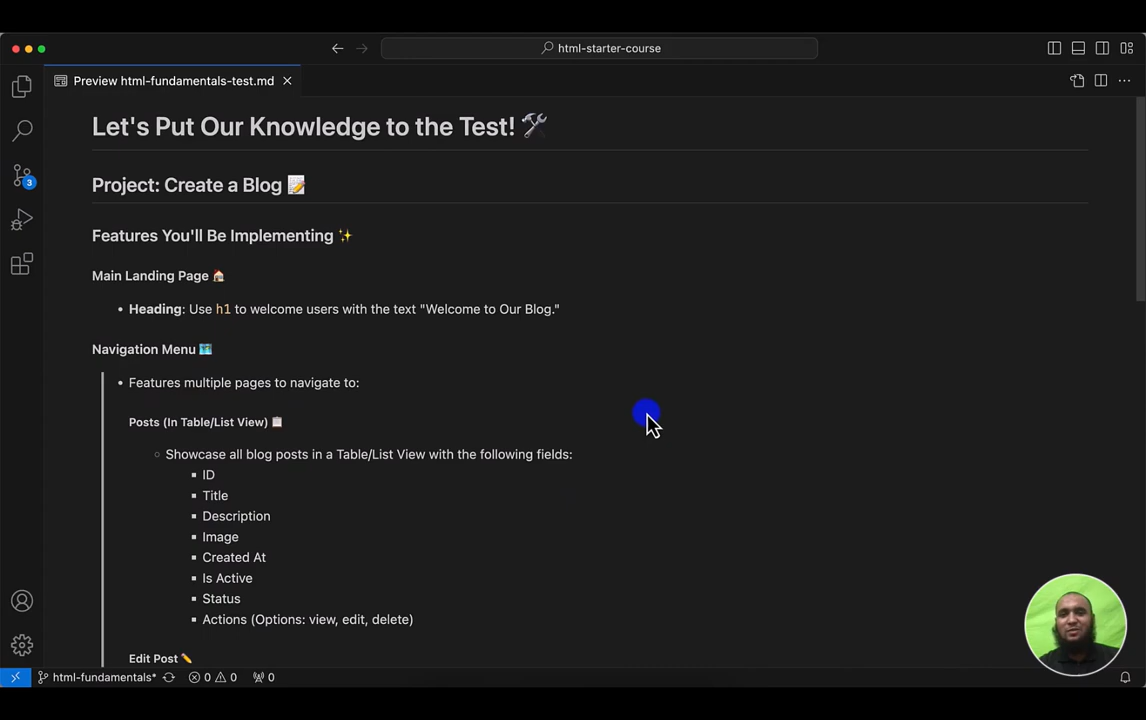 html-starter-course
Preview html-fundamentals-test.md
Let's Put Our Knowledge to the Test! 🛠️
Project: Create a Blog 📝
Features You'll Be Implementing ✨
Main Landing Page 🏠
• Heading: Use h1 to welcome users with the text "Welcome to Our Blog."
Navigation Menu 🗺️
• Features multiple pages to navigate to:
Posts (In Table/List View) 📋
◦ Showcase all blog posts in a Table/List View with the following fields:
▪ ID
▪ Title
▪ Description
▪ Image
▪ Created At
▪ Is Active
▪ Status
▪ Actions (Options: view, edit, delete)
Edit Post ✏️
3
html-fundamentals* 0 0 0